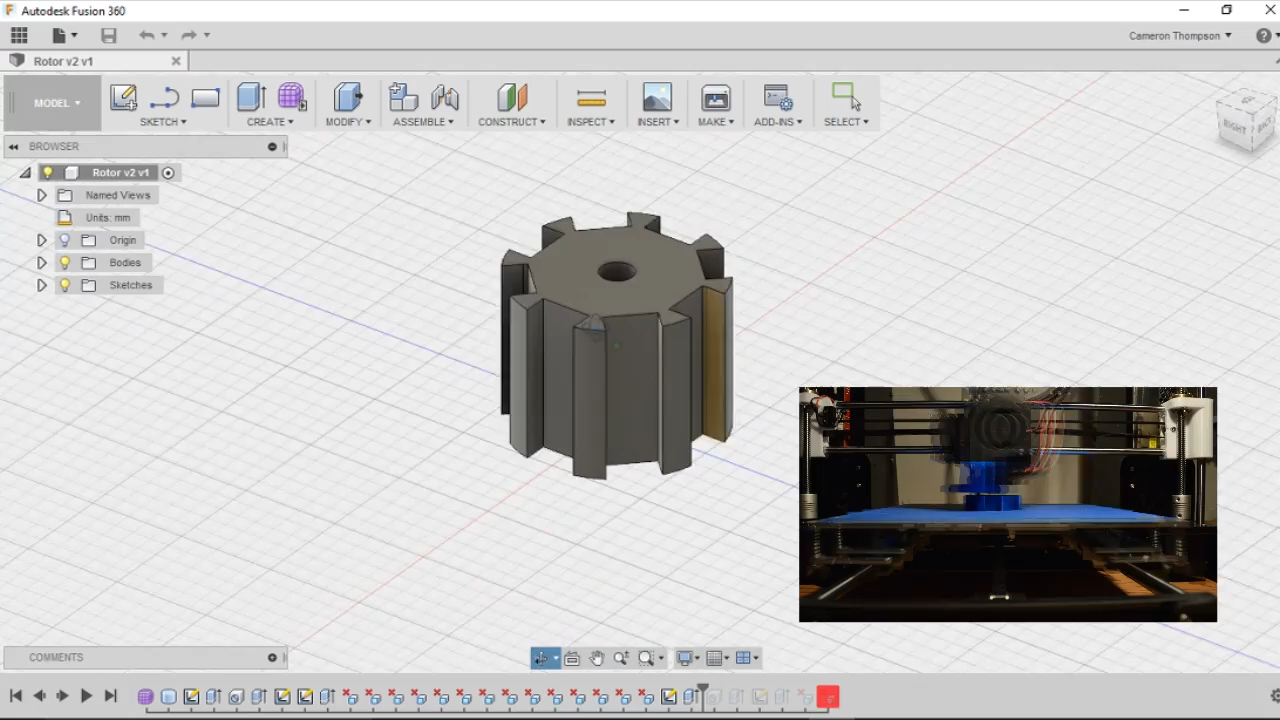 Autodesk Fusion 360
Cameron Thompson
Rotor v2 v1
MODEL
SKETCH
CREATE
MODIFY
ASSEMBLE
CONSTRUCT
INSPECT
INSERT
MAKE
ADD-INS
SELECT
RIGHT
BROWSER
Rotor v2 v1
Named Views
Units: mm
Origin
Bodies
Sketches
COMMENTS